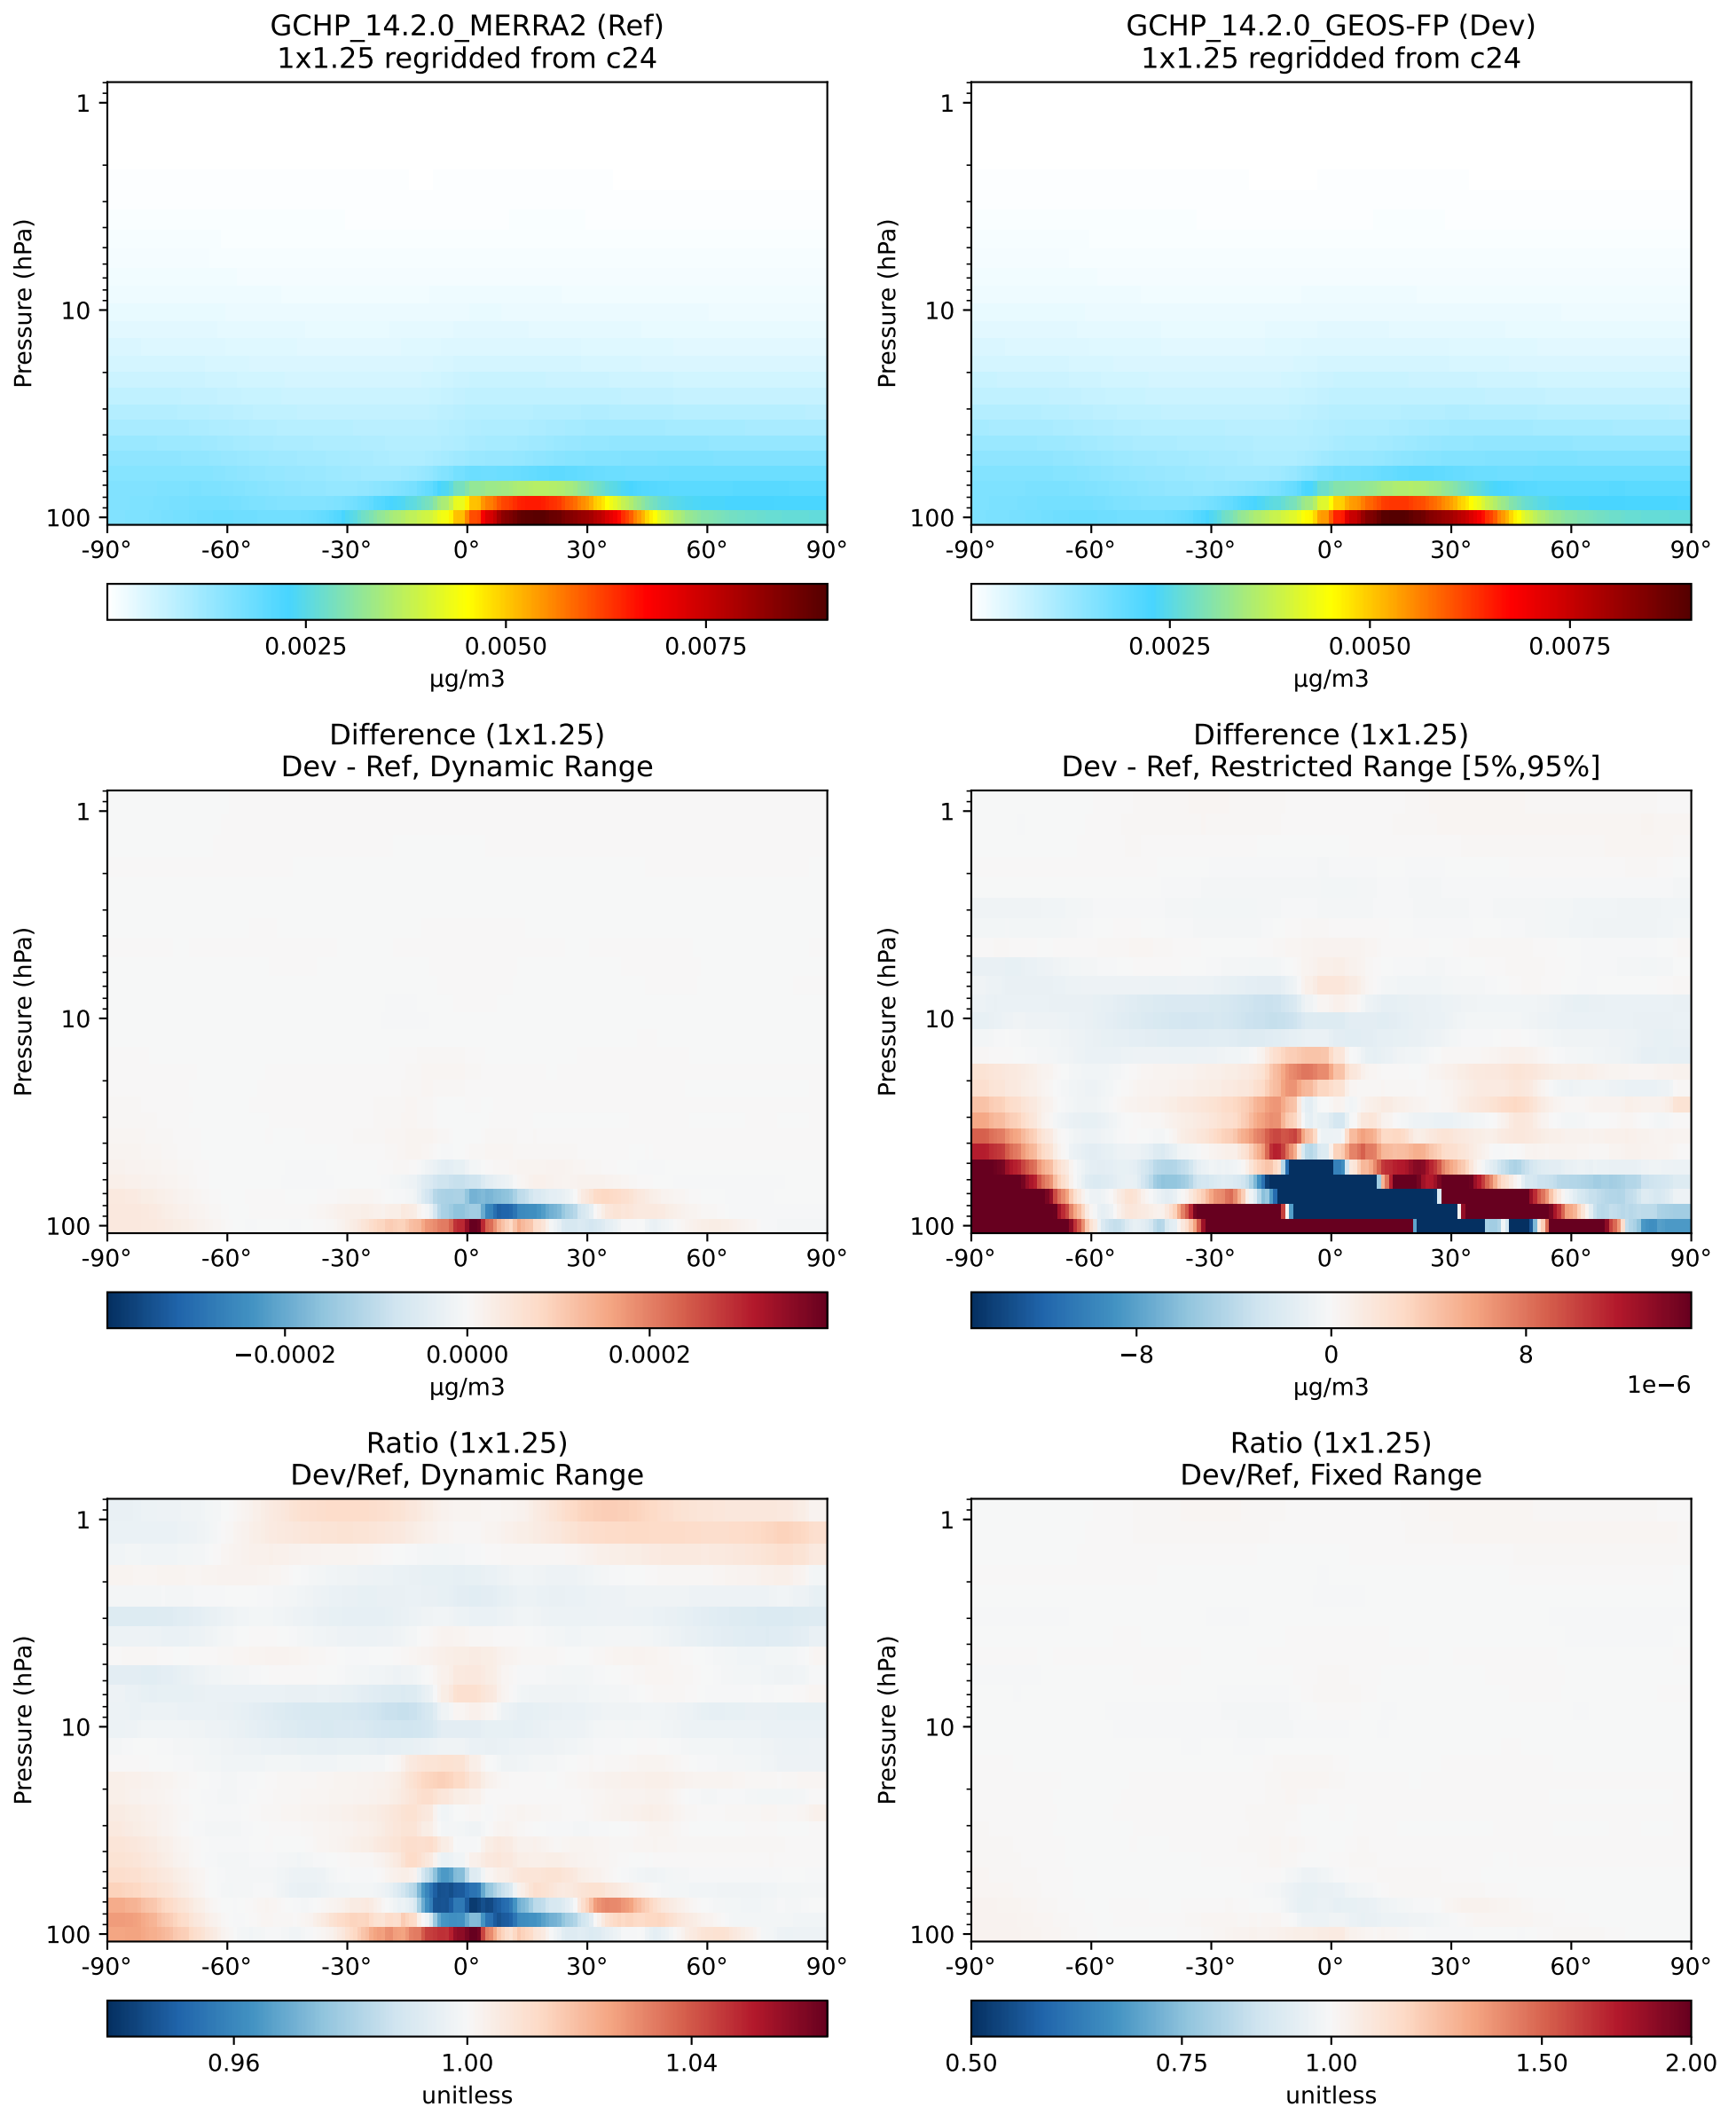 GCHP_14.2.0_MERRA2 (Ref)
1x1.25 regridded from c24
GCHP_14.2.0_GEOS-FP (Dev)
1x1.25 regridded from c24
Pressure (hPa)
1
10
100
-90° -60° -30° 0° 30° 60° 90°
0.0025 0.0050 0.0075
µg/m3
Pressure (hPa)
1
10
100
-90° -60° -30° 0° 30° 60° 90°
0.0025 0.0050 0.0075
µg/m3
Difference (1x1.25)
Dev - Ref, Dynamic Range
Pressure (hPa)
1
10
100
-90° -60° -30° 0° 30° 60° 90°
−0.0002 0.0000 0.0002
µg/m3
Difference (1x1.25)
Dev - Ref, Restricted Range [5%,95%]
Pressure (hPa)
1
10
100
-90° -60° -30° 0° 30° 60° 90°
−8 0 8
µg/m3
1e−6
Ratio (1x1.25)
Dev/Ref, Dynamic Range
Pressure (hPa)
1
10
100
-90° -60° -30° 0° 30° 60° 90°
0.96 1.00 1.04
unitless
Ratio (1x1.25)
Dev/Ref, Fixed Range
Pressure (hPa)
1
10
100
-90° -60° -30° 0° 30° 60° 90°
0.50 0.75 1.00 1.50 2.00
unitless